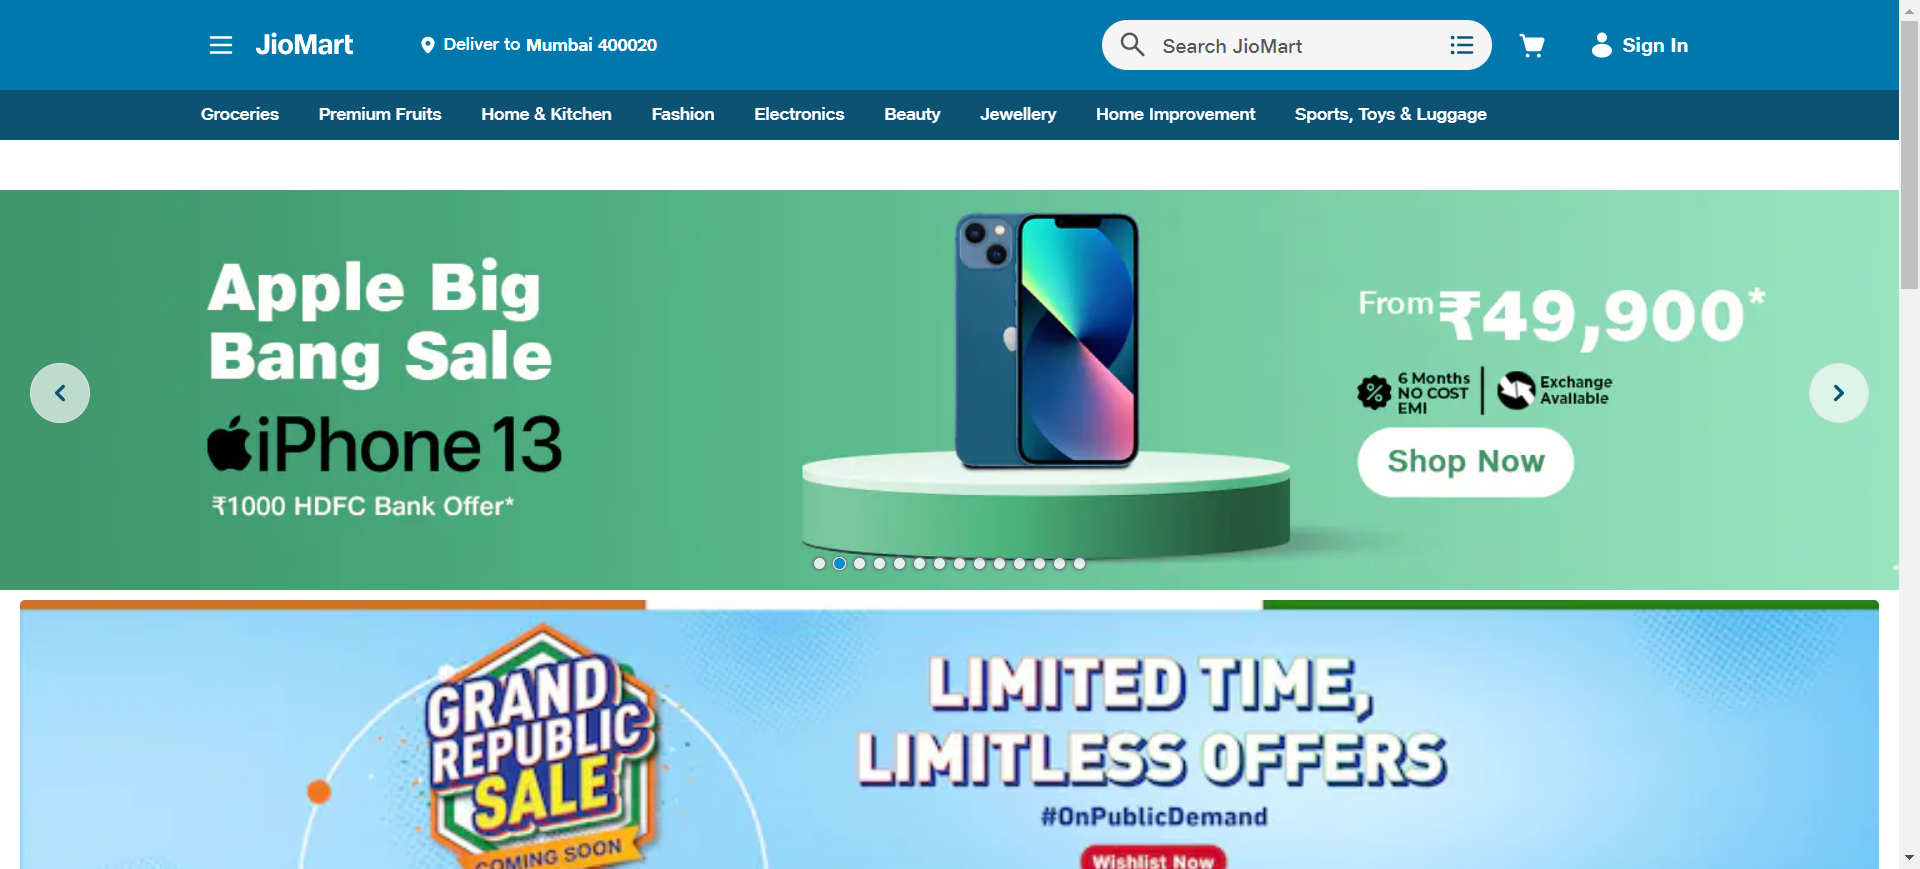 JioMart
Deliver to Mumbai 400020
Search JioMart
Sign In
Groceries
Premium Fruits
Home & Kitchen
Fashion
Electronics
Beauty
Jewellery
Home Improvement
Sports, Toys & Luggage
Apple Big
Bang Sale
iPhone 13
₹1000 HDFC Bank Offer*
From ₹49,900*
6 Months
NO COST
EMI
Exchange
Available
Shop Now
GRAND
REPUBLIC
SALE
COMING SOON
LIMITED TIME,
LIMITLESS OFFERS
#OnPublicDemand
Wishlist Now